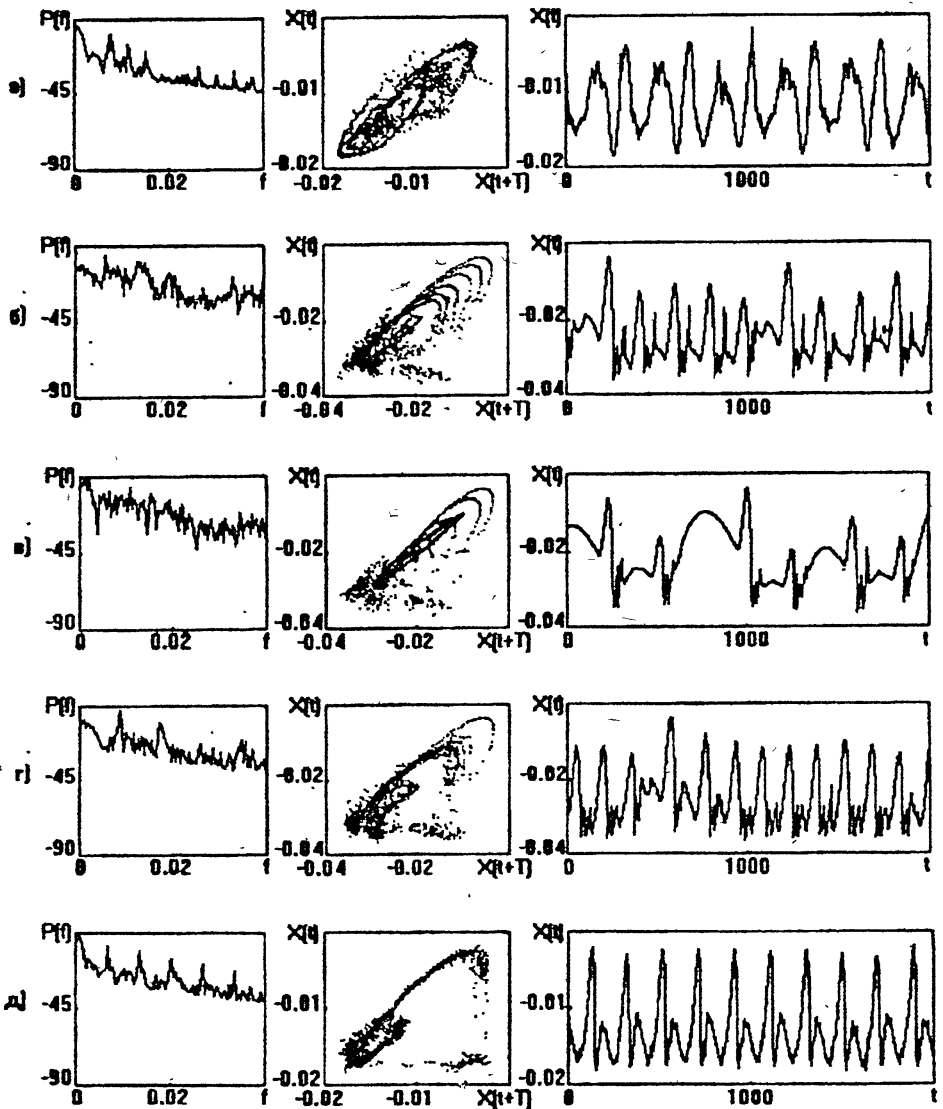 P(f) X[t] X[t]
а) -45 -0.01 -0.01
-90 -0.02 -0.02
0 0.02 f -0.02 -0.01 X[t+T] 0 1000 t
P(f) X[t] X[t]
б) -45 -0.02 -0.02
-90 -0.04 -0.04
0 0.02 f -0.04 -0.02 X[t+T] 0 1000 t
P(f) X[t] X[t]
в) -45 -0.02 -0.02
-90 -0.04 -0.04
0 0.02 f -0.04 -0.02 X[t+T] 0 1000 t
P(f) X[t] X[t]
г) -45 -0.02 -0.02
-90 -0.04 -0.04
0 0.02 f -0.04 -0.02 X[t+T] 0 1000 t
P(f) X[t] X[t]
д) -45 -0.01 -0.01
-90 -0.02 -0.02
0 0.02 f -0.02 -0.01 X[t+T] 0 1000 t